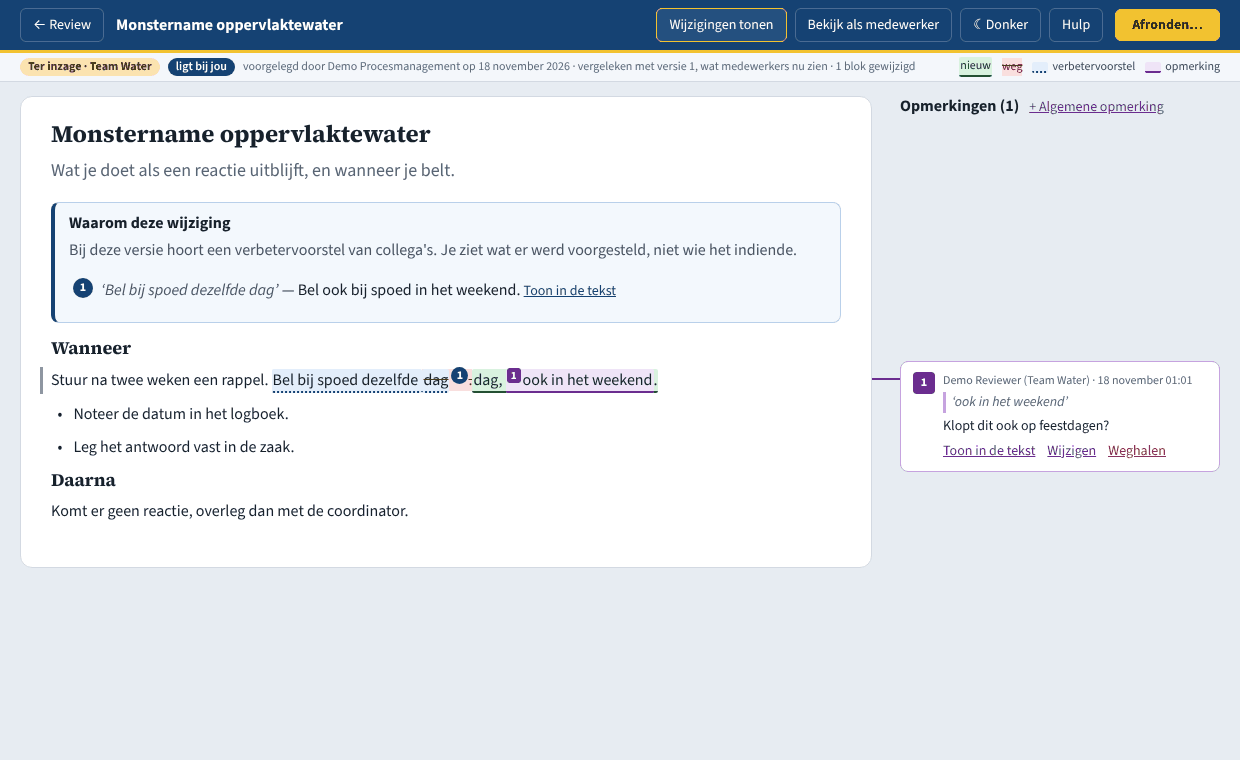 ← Review
Monstername oppervlaktewater
Wijzigingen tonen
Bekijk als medewerker
☾ Donker
Hulp
Afronden…
Ter inzage · Team Water
ligt bij jou
voorgelegd door Demo Procesmanagement op 18 november 2026 · vergeleken met versie 1, wat medewerkers nu zien · 1 blok gewijzigd
nieuw
weg
verbetervoorstel
opmerking
Monstername oppervlaktewater
Wat je doet als een reactie uitblijft, en wanneer je belt.
Waarom deze wijziging
Bij deze versie hoort een verbetervoorstel van collega's. Je ziet wat er werd voorgesteld, niet wie het indiende.
1 ‘Bel bij spoed dezelfde dag’ — Bel ook bij spoed in het weekend. Toon in de tekst
Wanneer
Stuur na twee weken een rappel. Bel bij spoed dezelfde dag 1 . dag, 1 ook in het weekend.
• Noteer de datum in het logboek.
• Leg het antwoord vast in de zaak.
Daarna
Komt er geen reactie, overleg dan met de coordinator.
Opmerkingen (1)
+ Algemene opmerking
1 Demo Reviewer (Team Water) · 18 november 01:01
‘ook in het weekend’
Klopt dit ook op feestdagen?
Toon in de tekst Wijzigen Weghalen